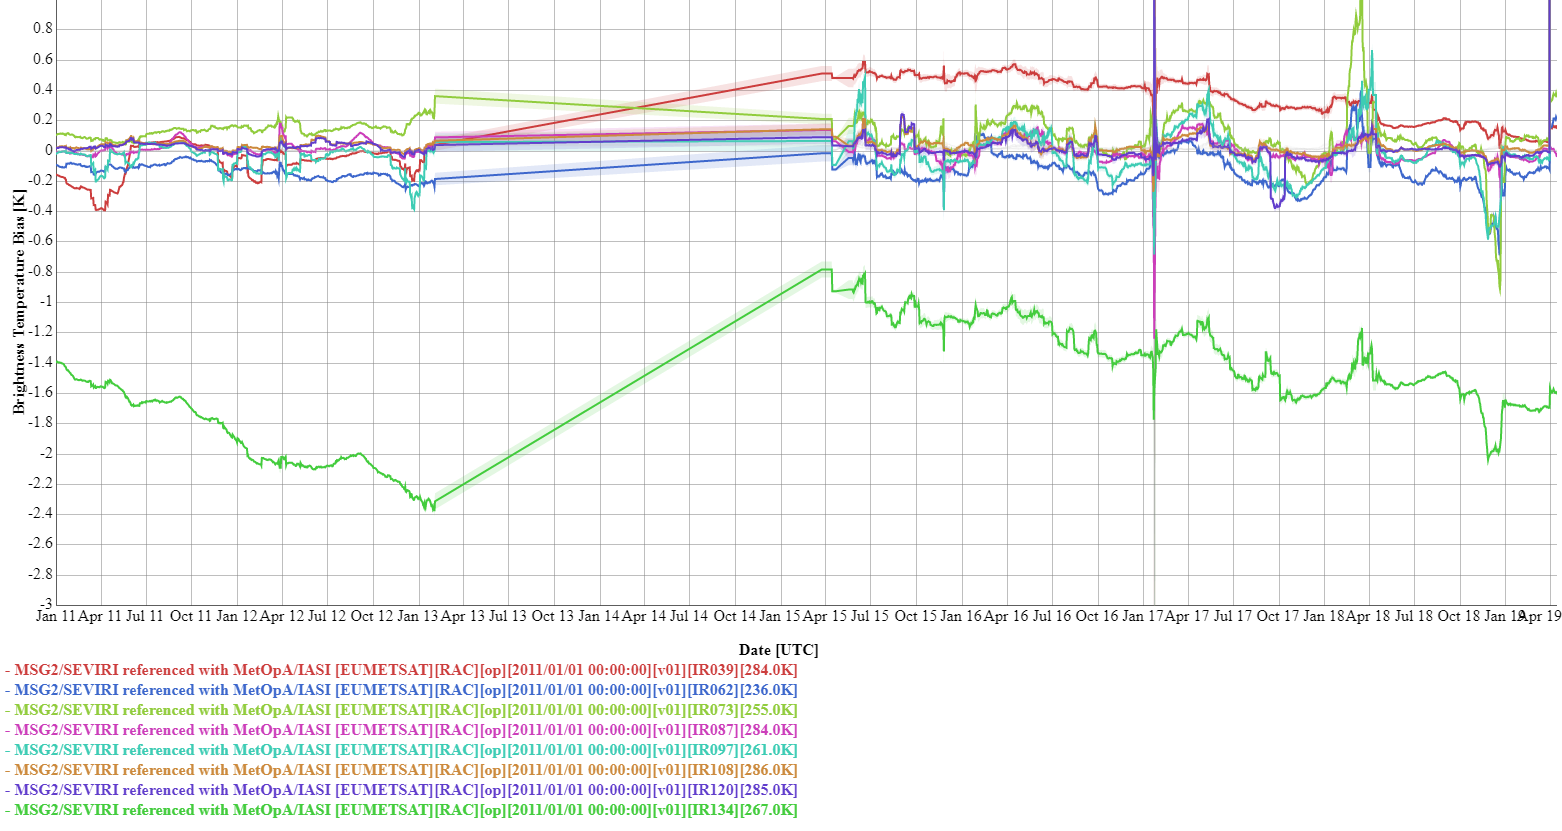 0.8
0.6
0.4
0.2
0
-0.2
-0.4
-0.6
-0.8
-1
-1.2
-1.4
-1.6
-1.8
-2
-2.2
-2.4
-2.6
-2.8
-3
Brightness Temperature Bias [K]
Jan 11 Apr 11 Jul 11 Oct 11 Jan 12 Apr 12 Jul 12 Oct 12 Jan 13 Apr 13 Jul 13 Oct 13 Jan 14 Apr 14 Jul 14 Oct 14 Jan 15 Apr 15 Jul 15 Oct 15 Jan 16 Apr 16 Jul 16 Oct 16 Jan 17 Apr 17 Jul 17 Oct 17 Jan 18 Apr 18 Jul 18 Oct 18 Jan 19 Apr 19
Date [UTC]
- MSG2/SEVIRI referenced with MetOpA/IASI [EUMETSAT][RAC][op][2011/01/01 00:00:00][v01][IR039][284.0K]
- MSG2/SEVIRI referenced with MetOpA/IASI [EUMETSAT][RAC][op][2011/01/01 00:00:00][v01][IR062][236.0K]
- MSG2/SEVIRI referenced with MetOpA/IASI [EUMETSAT][RAC][op][2011/01/01 00:00:00][v01][IR073][255.0K]
- MSG2/SEVIRI referenced with MetOpA/IASI [EUMETSAT][RAC][op][2011/01/01 00:00:00][v01][IR087][284.0K]
- MSG2/SEVIRI referenced with MetOpA/IASI [EUMETSAT][RAC][op][2011/01/01 00:00:00][v01][IR097][261.0K]
- MSG2/SEVIRI referenced with MetOpA/IASI [EUMETSAT][RAC][op][2011/01/01 00:00:00][v01][IR108][286.0K]
- MSG2/SEVIRI referenced with MetOpA/IASI [EUMETSAT][RAC][op][2011/01/01 00:00:00][v01][IR120][285.0K]
- MSG2/SEVIRI referenced with MetOpA/IASI [EUMETSAT][RAC][op][2011/01/01 00:00:00][v01][IR134][267.0K]